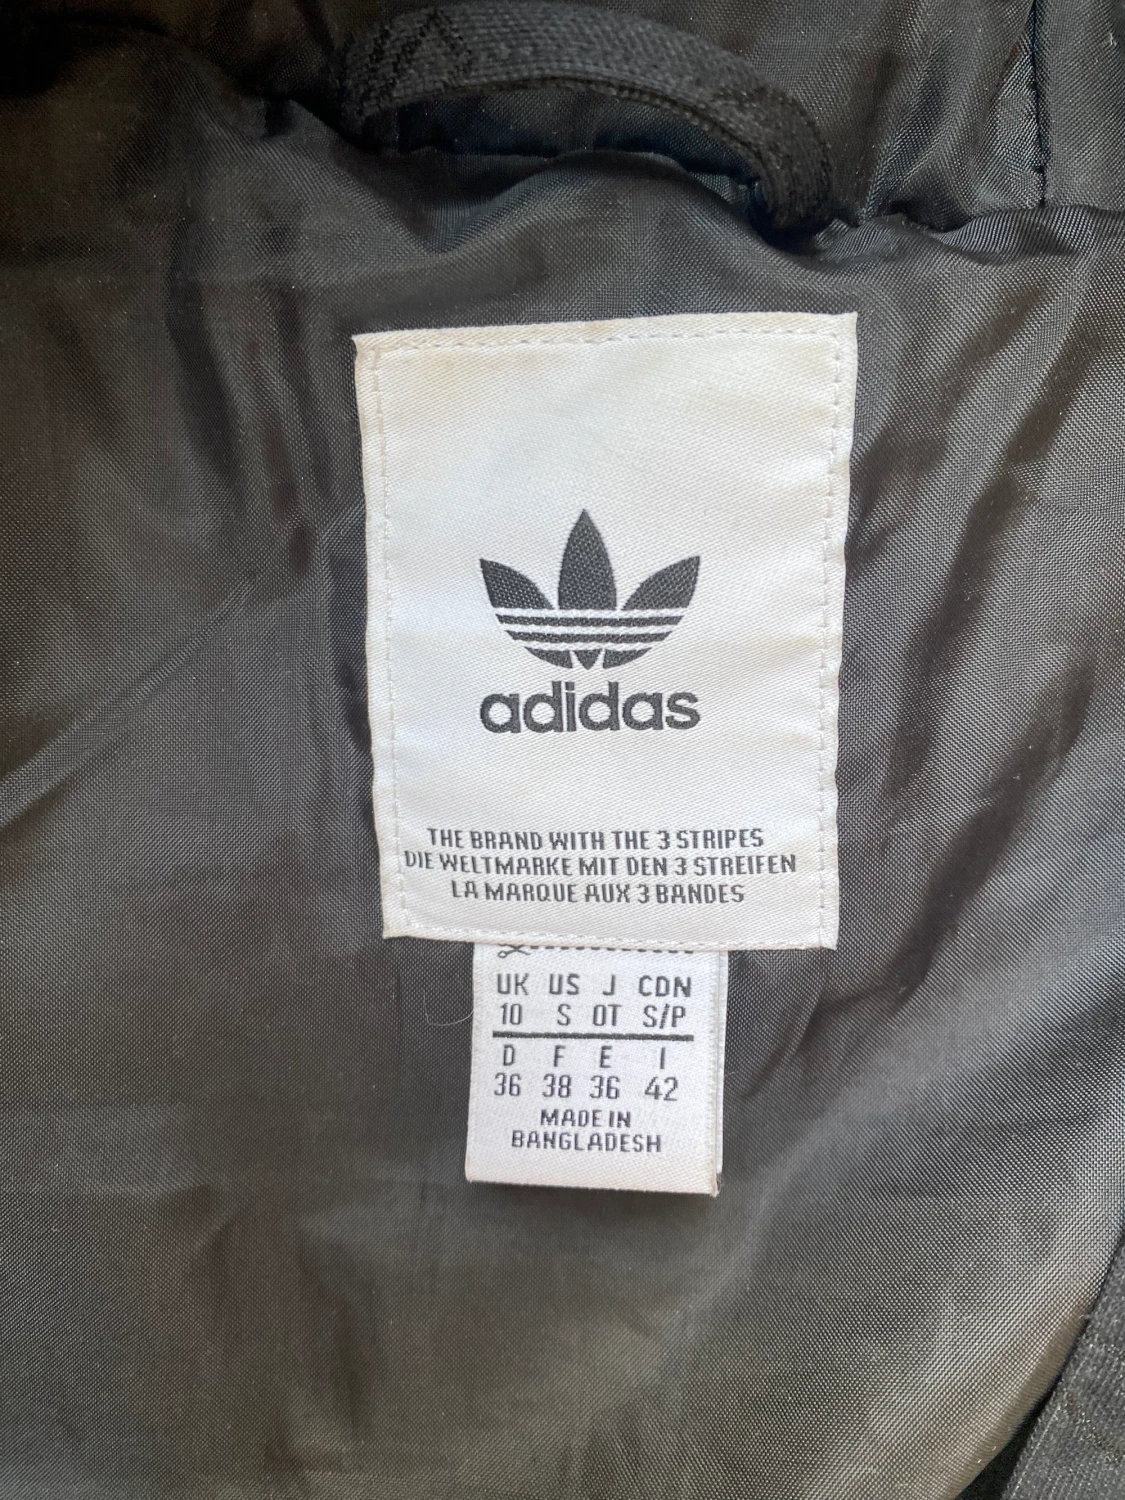 adidas
THE BRAND WITH THE 3 STRIPES
DIE WELTMARKE MIT DEN 3 STREIFEN
LA MARQUE AUX 3 BANDES
UK US J CDN
10 S OT S/P
D F E I
36 38 36 42
MADE IN
BANGLADESH